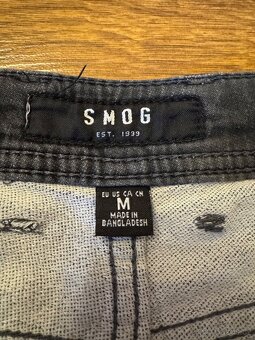 SMOG
EST. 1999
EU US CA CN
M
MADE IN
BANGLADESH